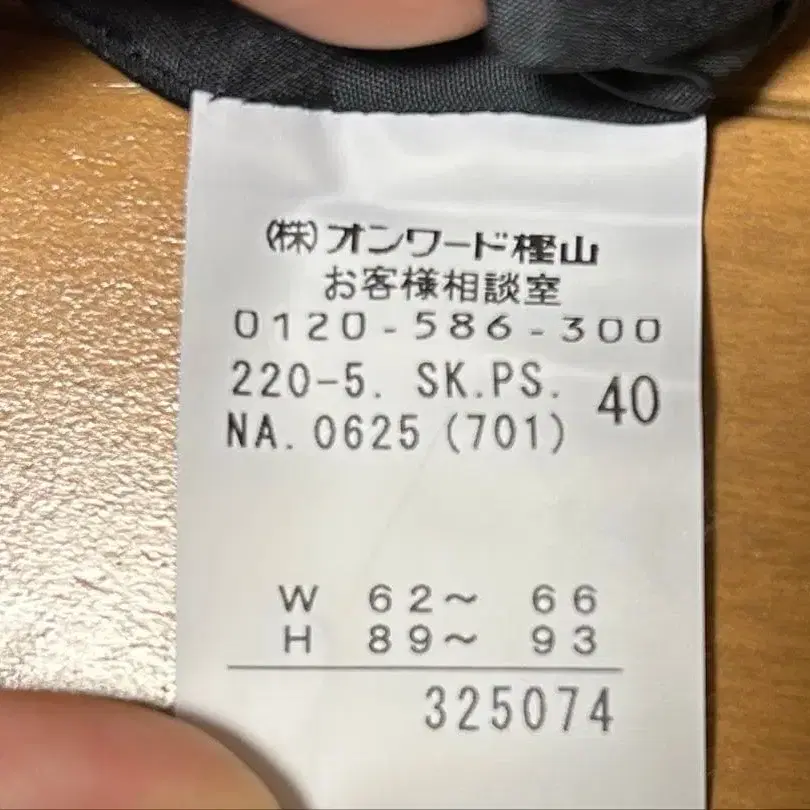 (株)オンワード樫山
お客様相談室
0120-586-300
220-5. SK.PS. 40
NA.0625(701)
W 62～ 66
H 89～ 93
325074